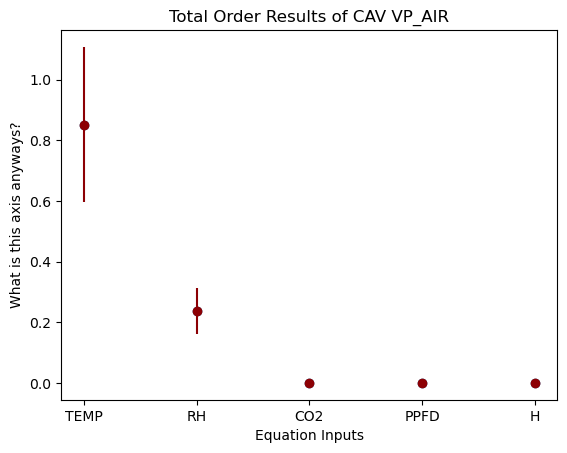 Total Order Results of CAV VP_AIR
What is this axis anyways?
1.0
0.8
0.6
0.4
0.2
0.0
TEMP RH CO2 PPFD H
Equation Inputs